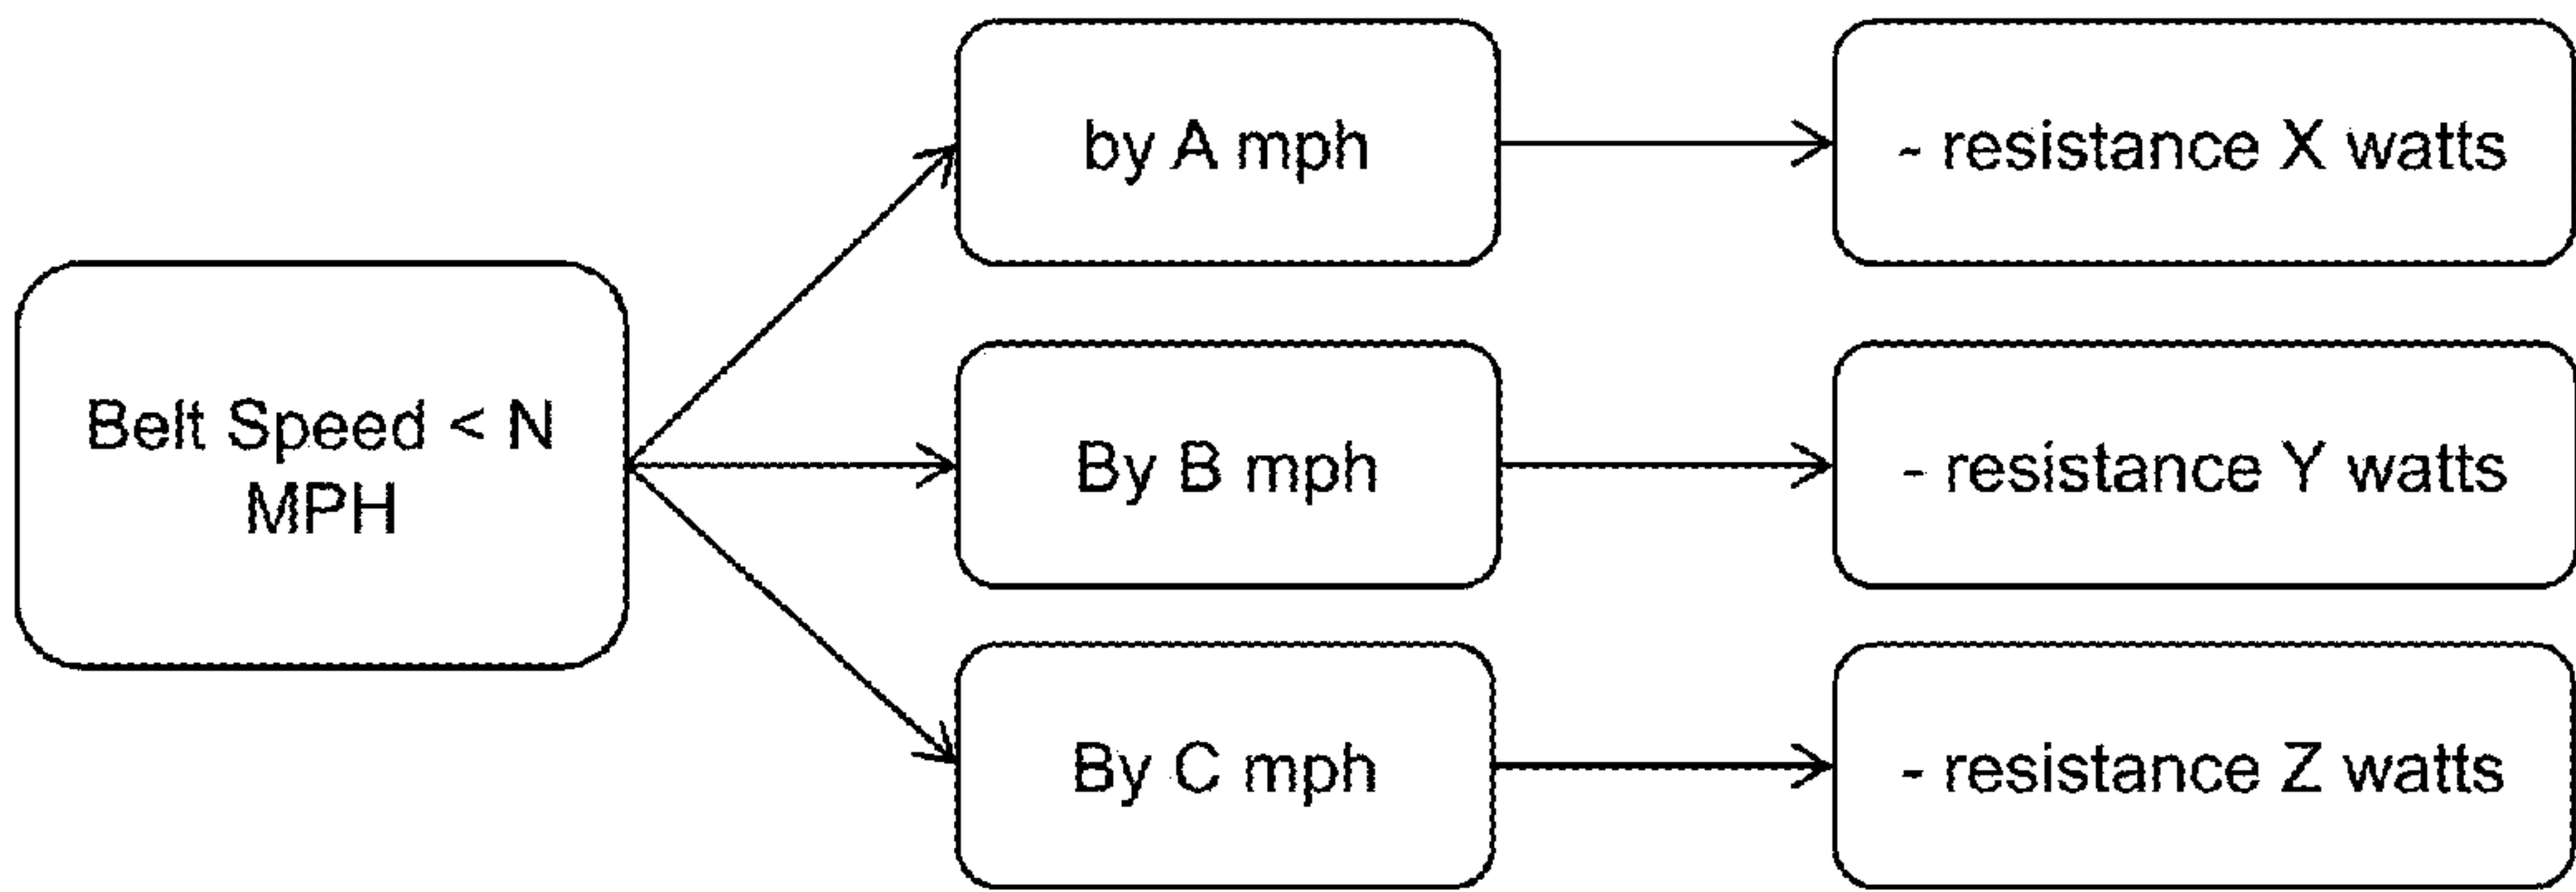 by A mph
- resistance X watts
Belt Speed < N
MPH
By B mph
- resistance Y watts
By C mph
- resistance Z watts